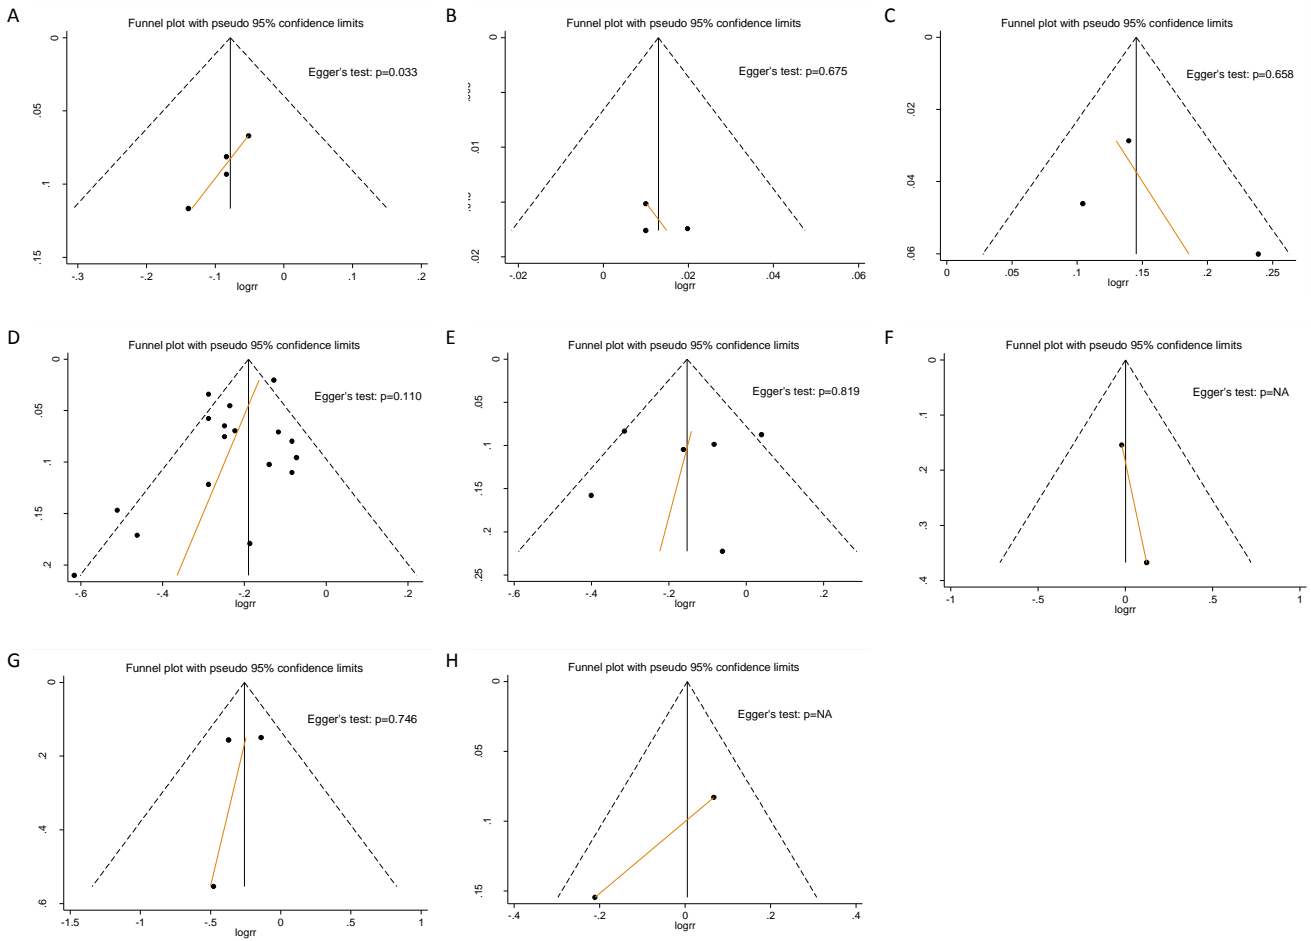 A
Funnel plot with pseudo 95% confidence limits
Egger's test: p=0.033
0
.05
.1
.15
-.3
-.2
-.1
0
.1
.2
logrr
B
Funnel plot with pseudo 95% confidence limits
Egger's test: p=0.675
0
.01
.02
-.02
0
.02
.04
.06
logrr
C
Funnel plot with pseudo 95% confidence limits
Egger's test: p=0.658
0
.02
.04
.06
0
.05
.1
.15
.2
.25
logrr
D
Funnel plot with pseudo 95% confidence limits
Egger's test: p=0.110
0
.05
.1
.15
.2
-.6
-.4
-.2
0
.2
logrr
E
Funnel plot with pseudo 95% confidence limits
Egger's test: p=0.819
0
.05
.1
.15
.2
.25
-.6
-.4
-.2
0
.2
logrr
F
Funnel plot with pseudo 95% confidence limits
Egger's test: p=NA
0
.1
.2
.3
.4
-1
-.5
0
.5
1
logrr
G
Funnel plot with pseudo 95% confidence limits
Egger's test: p=0.746
0
.2
.4
.6
-1.5
-1
-.5
0
.5
1
logrr
H
Funnel plot with pseudo 95% confidence limits
Egger's test: p=NA
0
.05
.1
.15
-.4
-.2
0
.2
.4
logrr